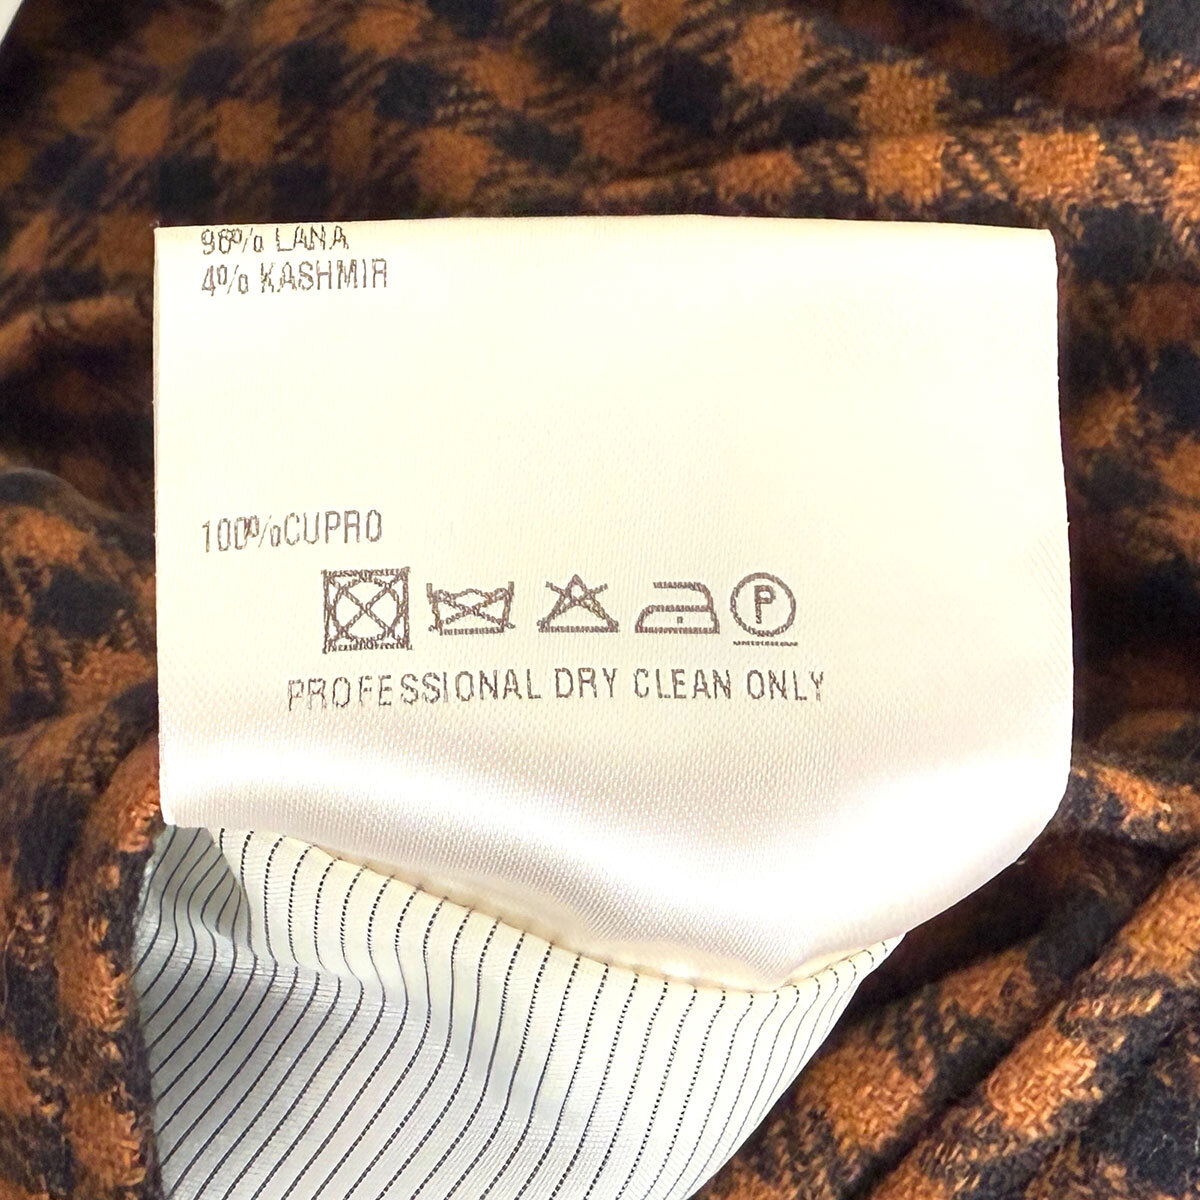 96% LANA
4% KASHMIR
100%CUPRO
P
PROFESSIONAL DRY CLEAN ONLY